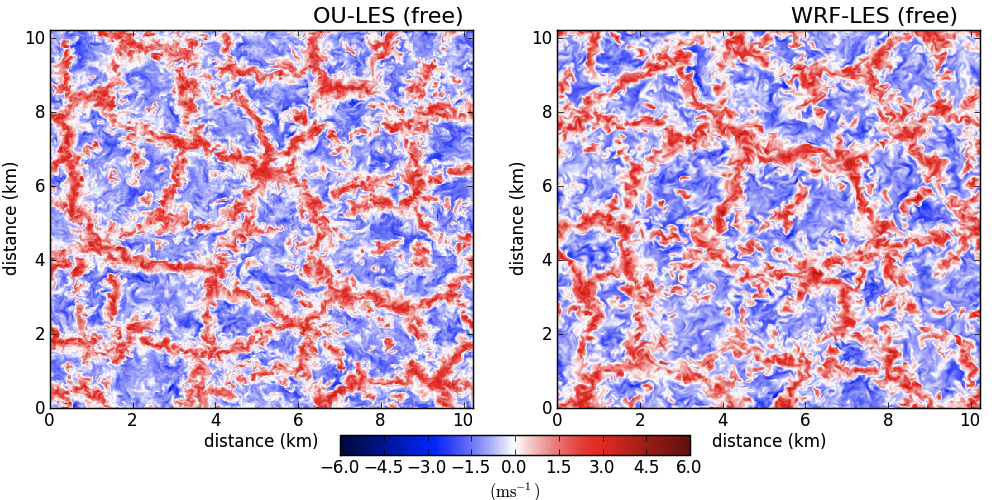 OU-LES (free)
WRF-LES (free)
10
8
6
4
2
0
distance (km)
0 2 4 6 8 10
distance (km)
10
8
6
4
2
0
distance (km)
0 2 4 6 8 10
distance (km)
−6.0 −4.5 −3.0 −1.5 0.0 1.5 3.0 4.5 6.0
(ms⁻¹)